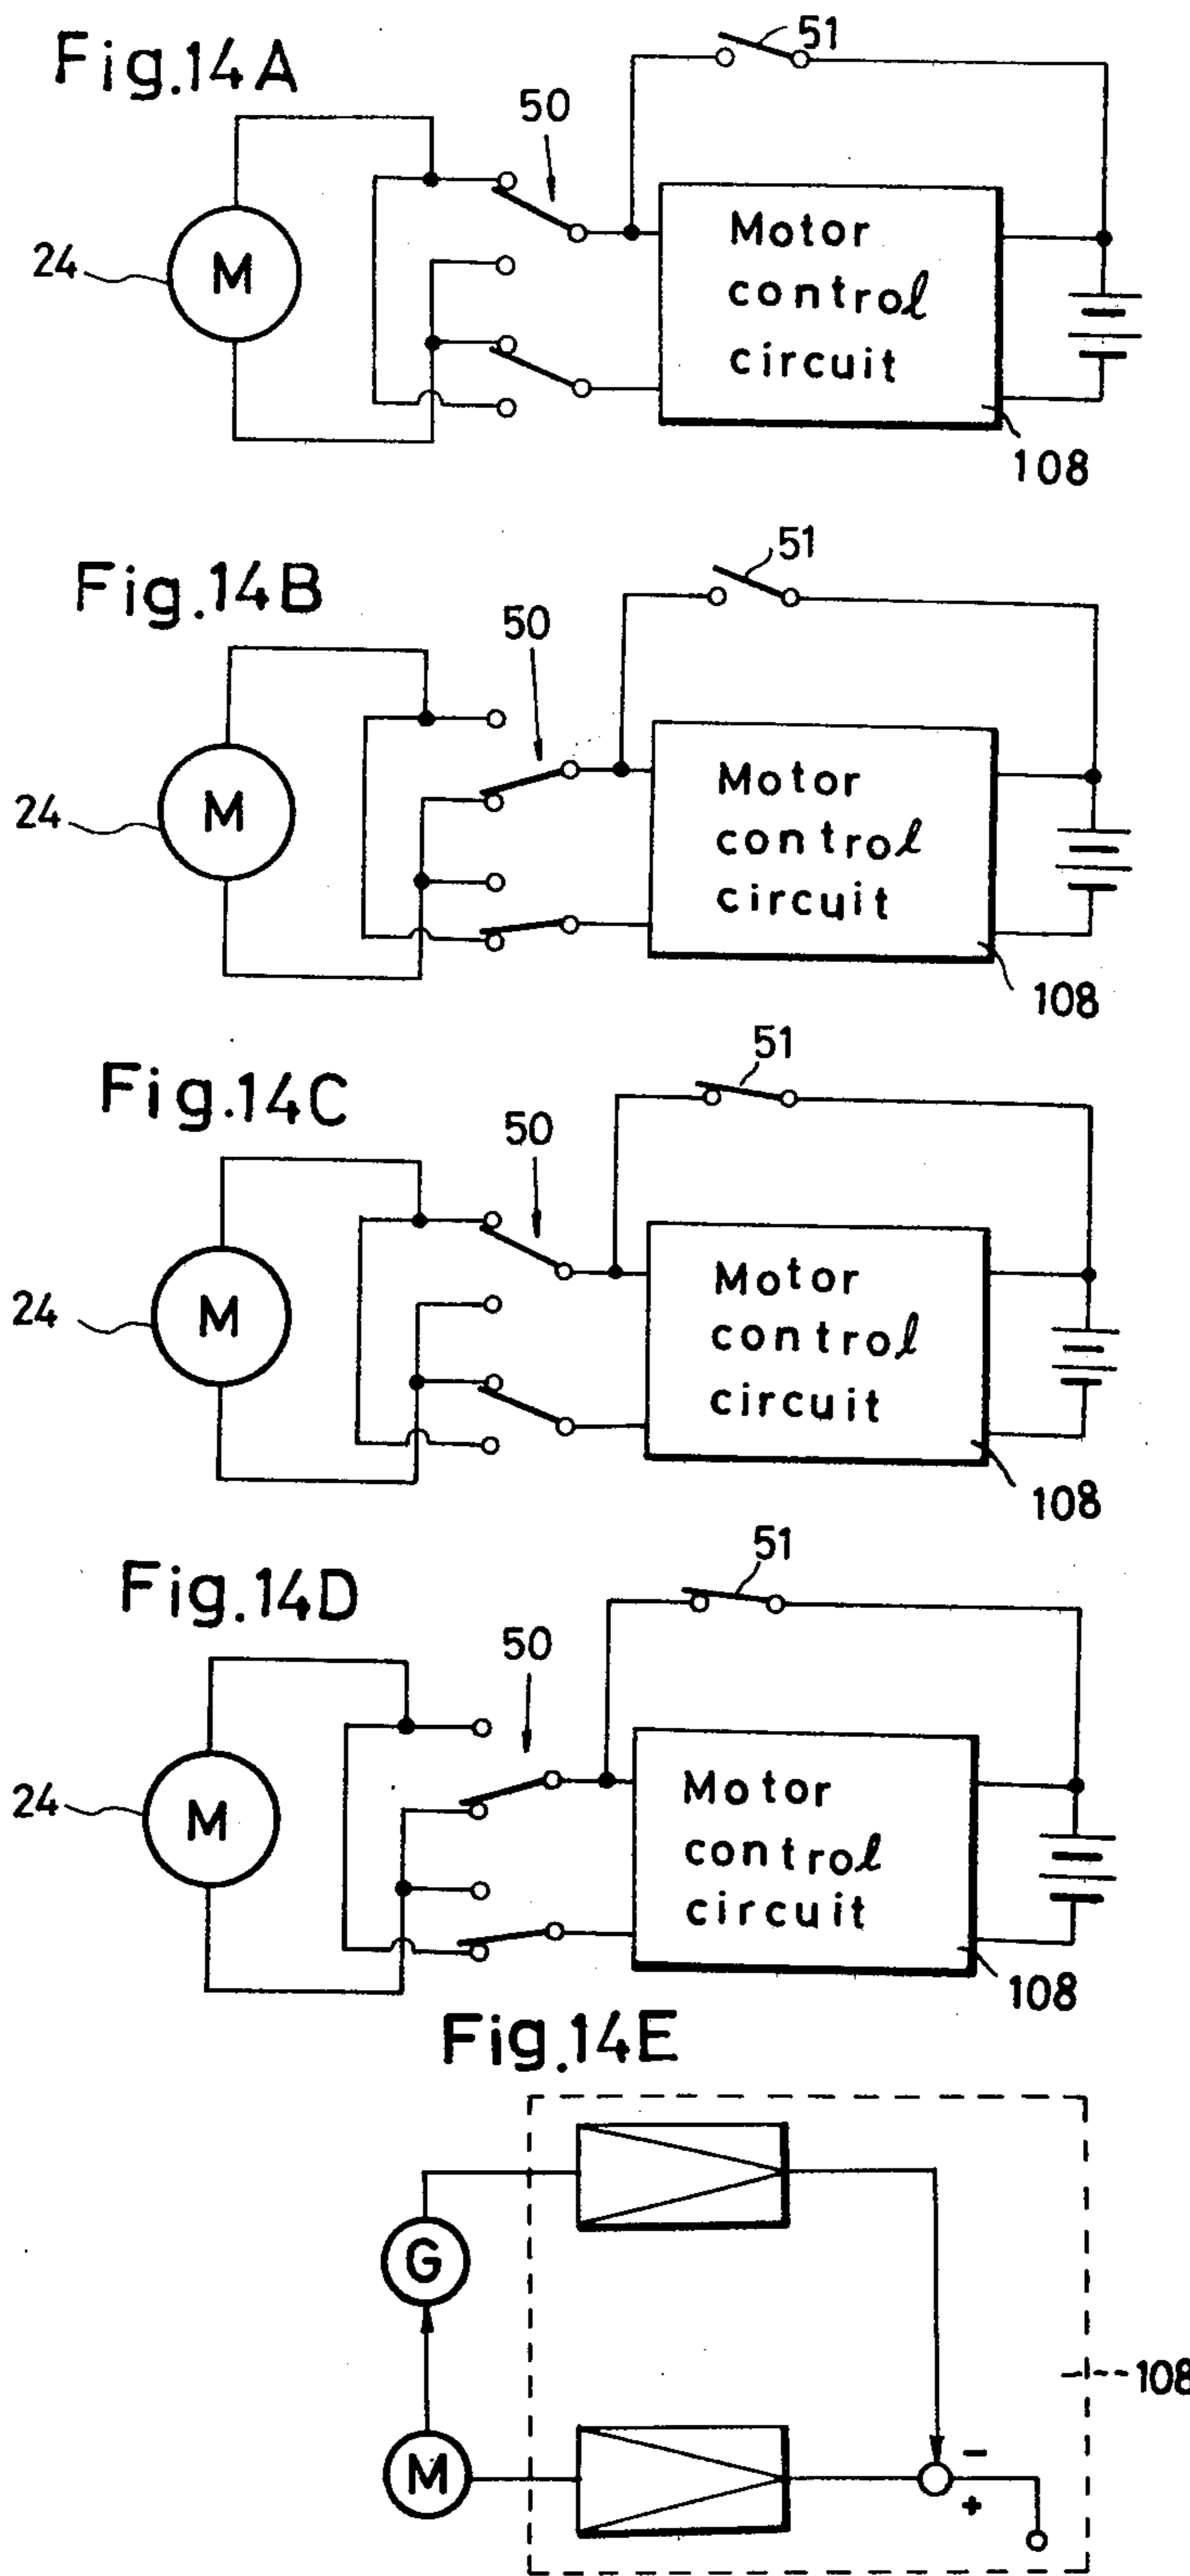 Fig.14A
51
50
24
M
Motor
control
circuit
108
Fig.14B
51
50
24
M
Motor
control
circuit
108
Fig.14C
51
50
24
M
Motor
control
circuit
108
Fig.14D
51
50
24
M
Motor
control
circuit
108
Fig.14E
G
108
M
-
+